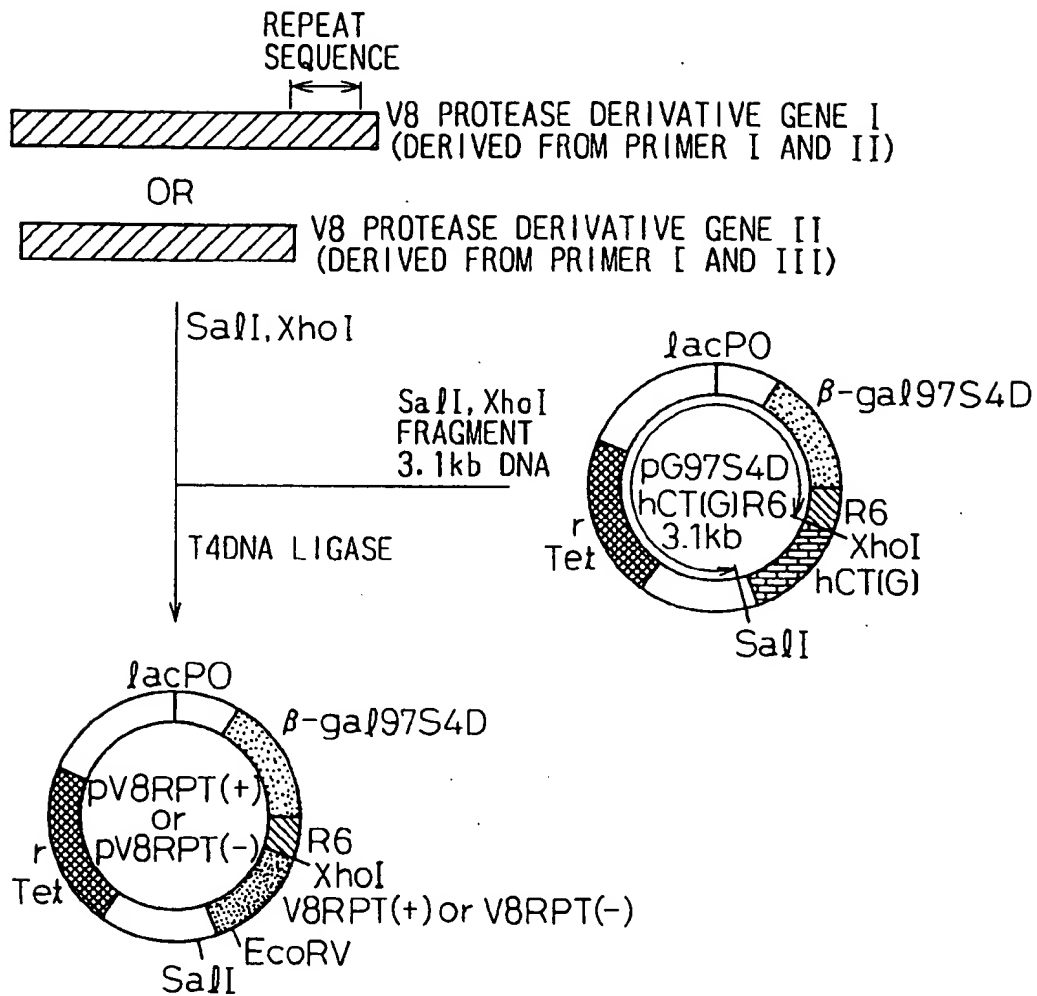 REPEAT
SEQUENCE
V8 PROTEASE DERIVATIVE GENE I
(DERIVED FROM PRIMER I AND II)
OR
V8 PROTEASE DERIVATIVE GENE II
(DERIVED FROM PRIMER I AND III)
SalI, XhoI
SalI, XhoI
FRAGMENT
3.1kb DNA
T4DNA LIGASE
lacPO
β-gal97S4D
pG97S4D
hCT(G)R6
3.1kb
R6
XhoI
hCT(G)
r
Tet
SalI
lacPO
β-gal97S4D
pV8RPT(+)
or
pV8RPT(-)
R6
XhoI
V8RPT(+) or V8RPT(-)
r
Tet
EcoRV
SalI